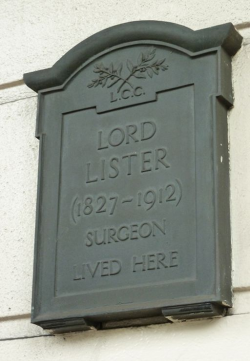 L.C.C.
LORD
LISTER
(1827-1912)
SURGEON
LIVED HERE